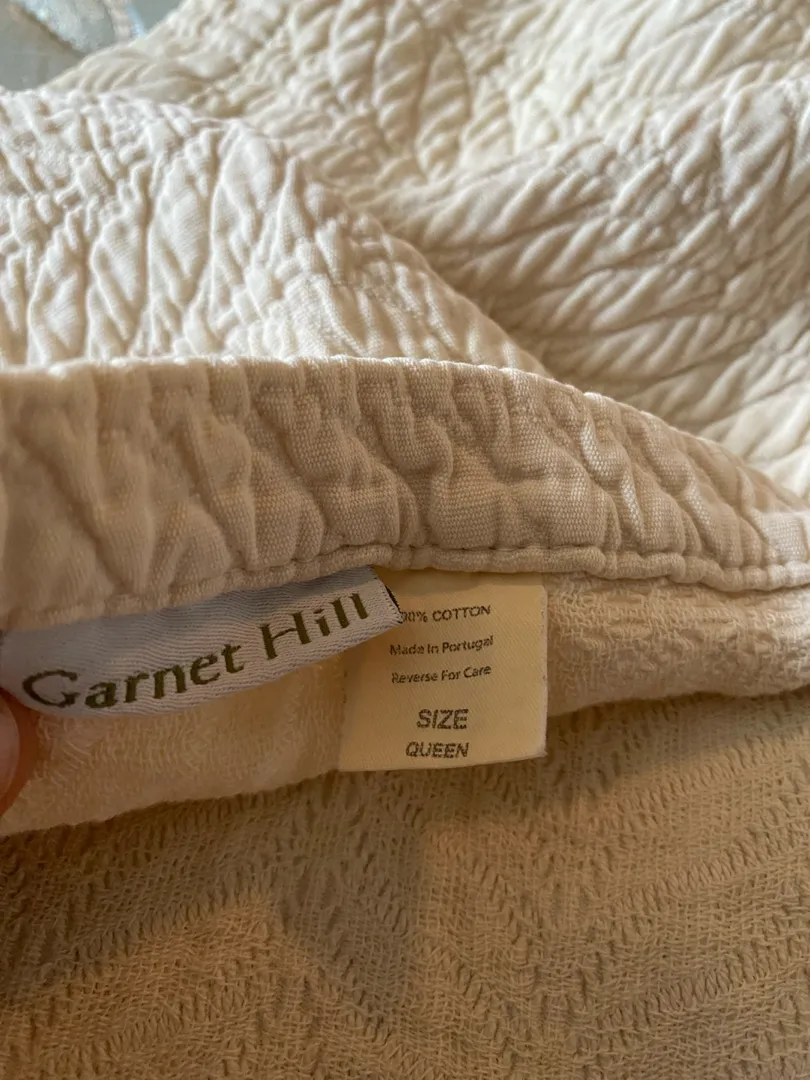 Garnet Hill
00% COTTON
Made In Portugal
Reverse For Care
SIZE
QUEEN